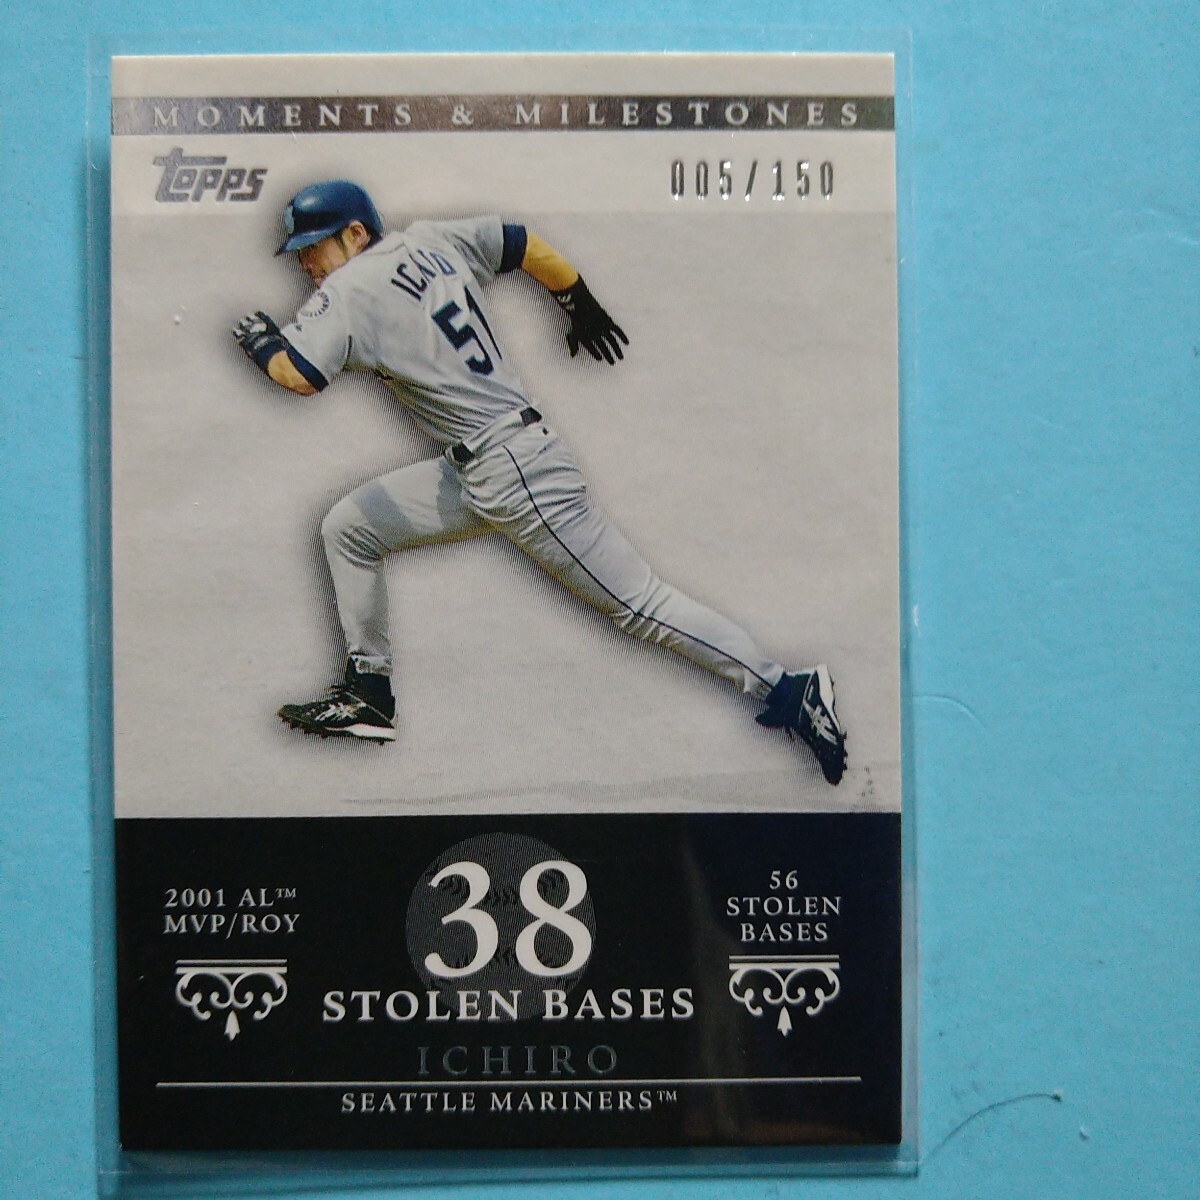 MOMENTS & MILESTONES
topps
005/150
ICHIRO
51
2001 AL™
MVP/ROY
38
STOLEN BASES
56
STOLEN
BASES
ICHIRO
SEATTLE MARINERS™